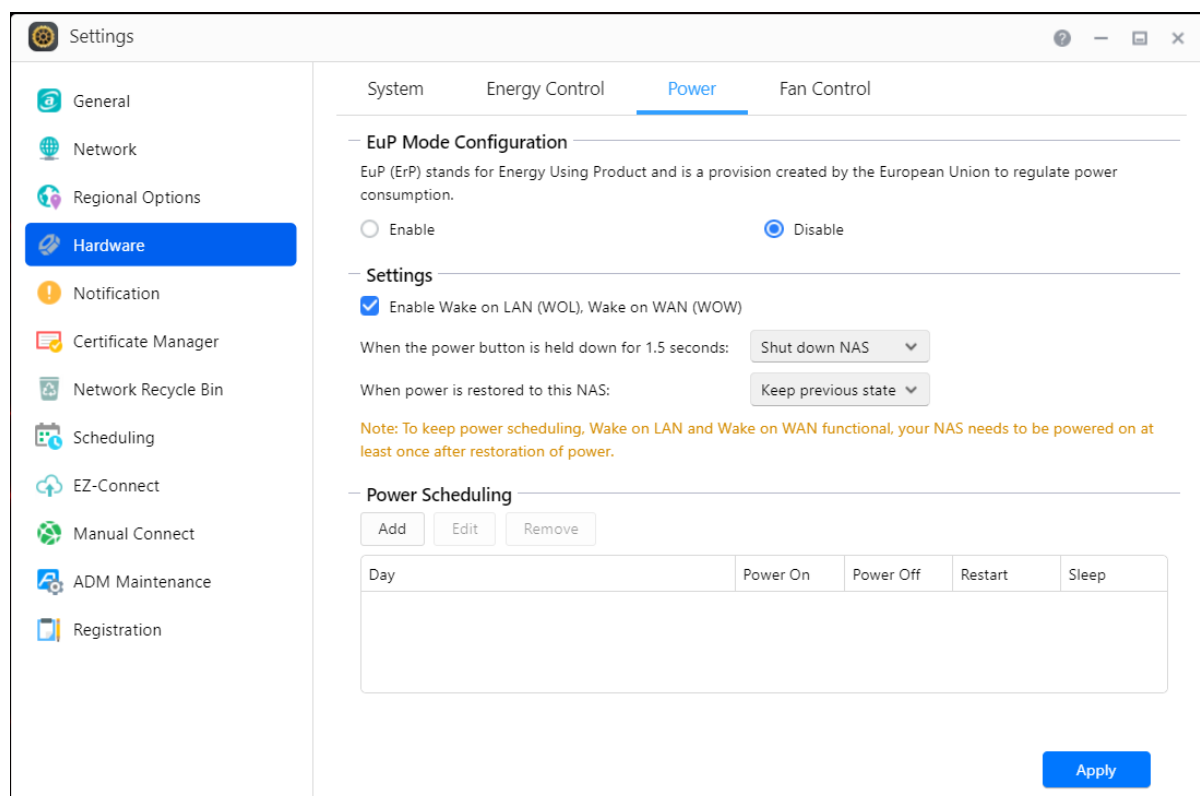 Settings
General
Network
Regional Options
Hardware
Notification
Certificate Manager
Network Recycle Bin
Scheduling
EZ-Connect
Manual Connect
ADM Maintenance
Registration
System Energy Control Power Fan Control
EuP Mode Configuration
EuP (ErP) stands for Energy Using Product and is a provision created by the European Union to regulate power
consumption.
Enable Disable
Settings
Enable Wake on LAN (WOL), Wake on WAN (WOW)
When the power button is held down for 1.5 seconds: Shut down NAS
When power is restored to this NAS: Keep previous state
Note: To keep power scheduling, Wake on LAN and Wake on WAN functional, your NAS needs to be powered on at
least once after restoration of power.
Power Scheduling
Add Edit Remove
Day Power On Power Off Restart Sleep
Apply